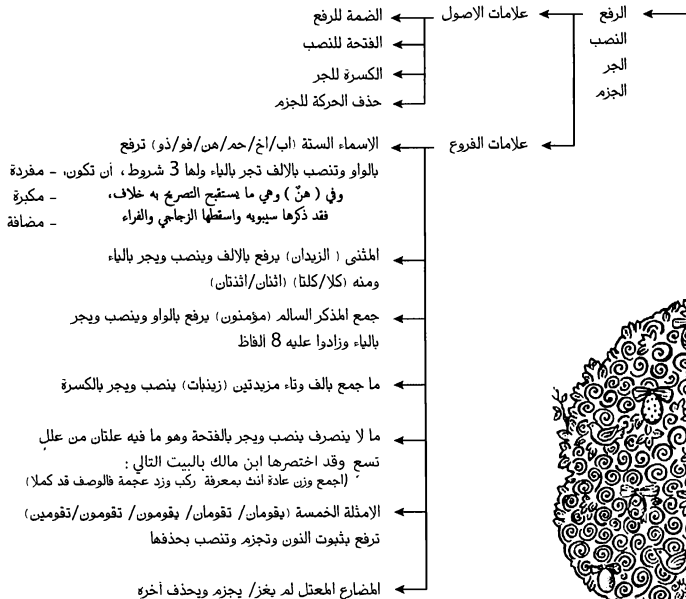 الرفع
النصب
الجر
الجزم
علامات الاصول
الضمة للرفع
الفتحة للنصب
الكسرة للجر
حذف الحركة للجزم
علامات الفروع
الاسماء الستة (اب/اخ/حم/هن/فو/ذو) ترفع
بالواو وتنصب بالالف تجر بالياء ولها 3 شروط، أن تكون، - مفردة
وفي ( هنٌ ) وهي ما يستقبح التصريح به خلاف، - مكبرة
فقد ذكرها سيبويه واسقطها الزجاجي والفراء - مضافة
المثنى ( الزيدان) يرفع بالالف وينصب ويجر بالياء
ومنه (كلا/كلتا) (اثنان/اثنتان)
جمع المذكر السالم (مؤمنون) يرفع بالواو وينصب ويجر
بالياء وزادوا عليه 8 ألفاظ
ما جمع بالف وتاء مزيدتين (زينبات) ينصب ويجر بالكسرة
ما لا ينصرف ينصب ويجر بالفتحة وهو ما فيه علتان من علل
تسع وقد اختصرها ابن مالك بالبيت التالي :
(اجمع وزن عادة انث بمعرفة ركب وزد عجمة فالوصف قد كملا)
الامثلة الخمسة (يقومان/ تقومان/ يقومون/ تقومون/تقومين)
ترفع بثبوت النون وتجزم وتنصب بحذفها
المضارع المعتل لم يغز/ يجزم ويحذف آخره